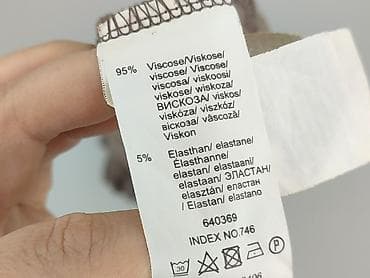 95% Viscose/Viskose/
viscose/ Viscose/
viscosa/ viskoosi/
viskose/ wiskoza/
ВИСКОЗА/ viskos/
viskóza/ viszkóz/
віскоза/ vâscoză/
Viskon
5% Elasthan/ elastane/
Élasthanne/
elastan/ elastaani/
elastaan/ ЭЛАСТАН/
elasztán/ еластан
/ Elastan/ elastano
640369
INDEX NO.746
30
P